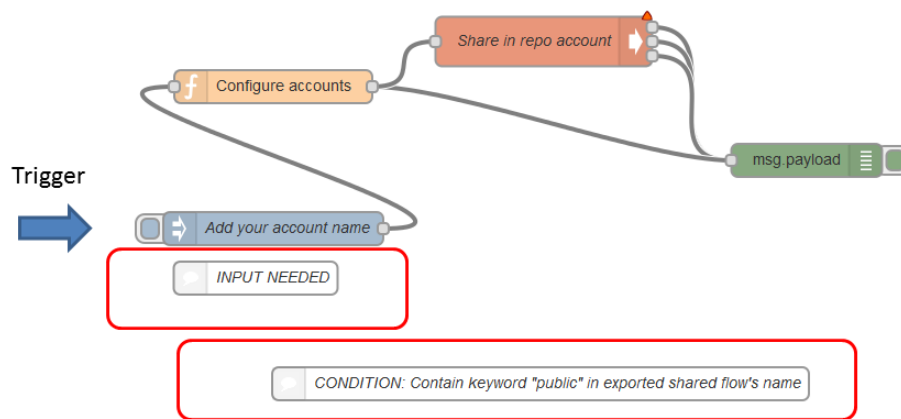 Share in repo account
Configure accounts
msg.payload
Trigger
Add your account name
INPUT NEEDED
CONDITION: Contain keyword "public" in exported shared flow's name